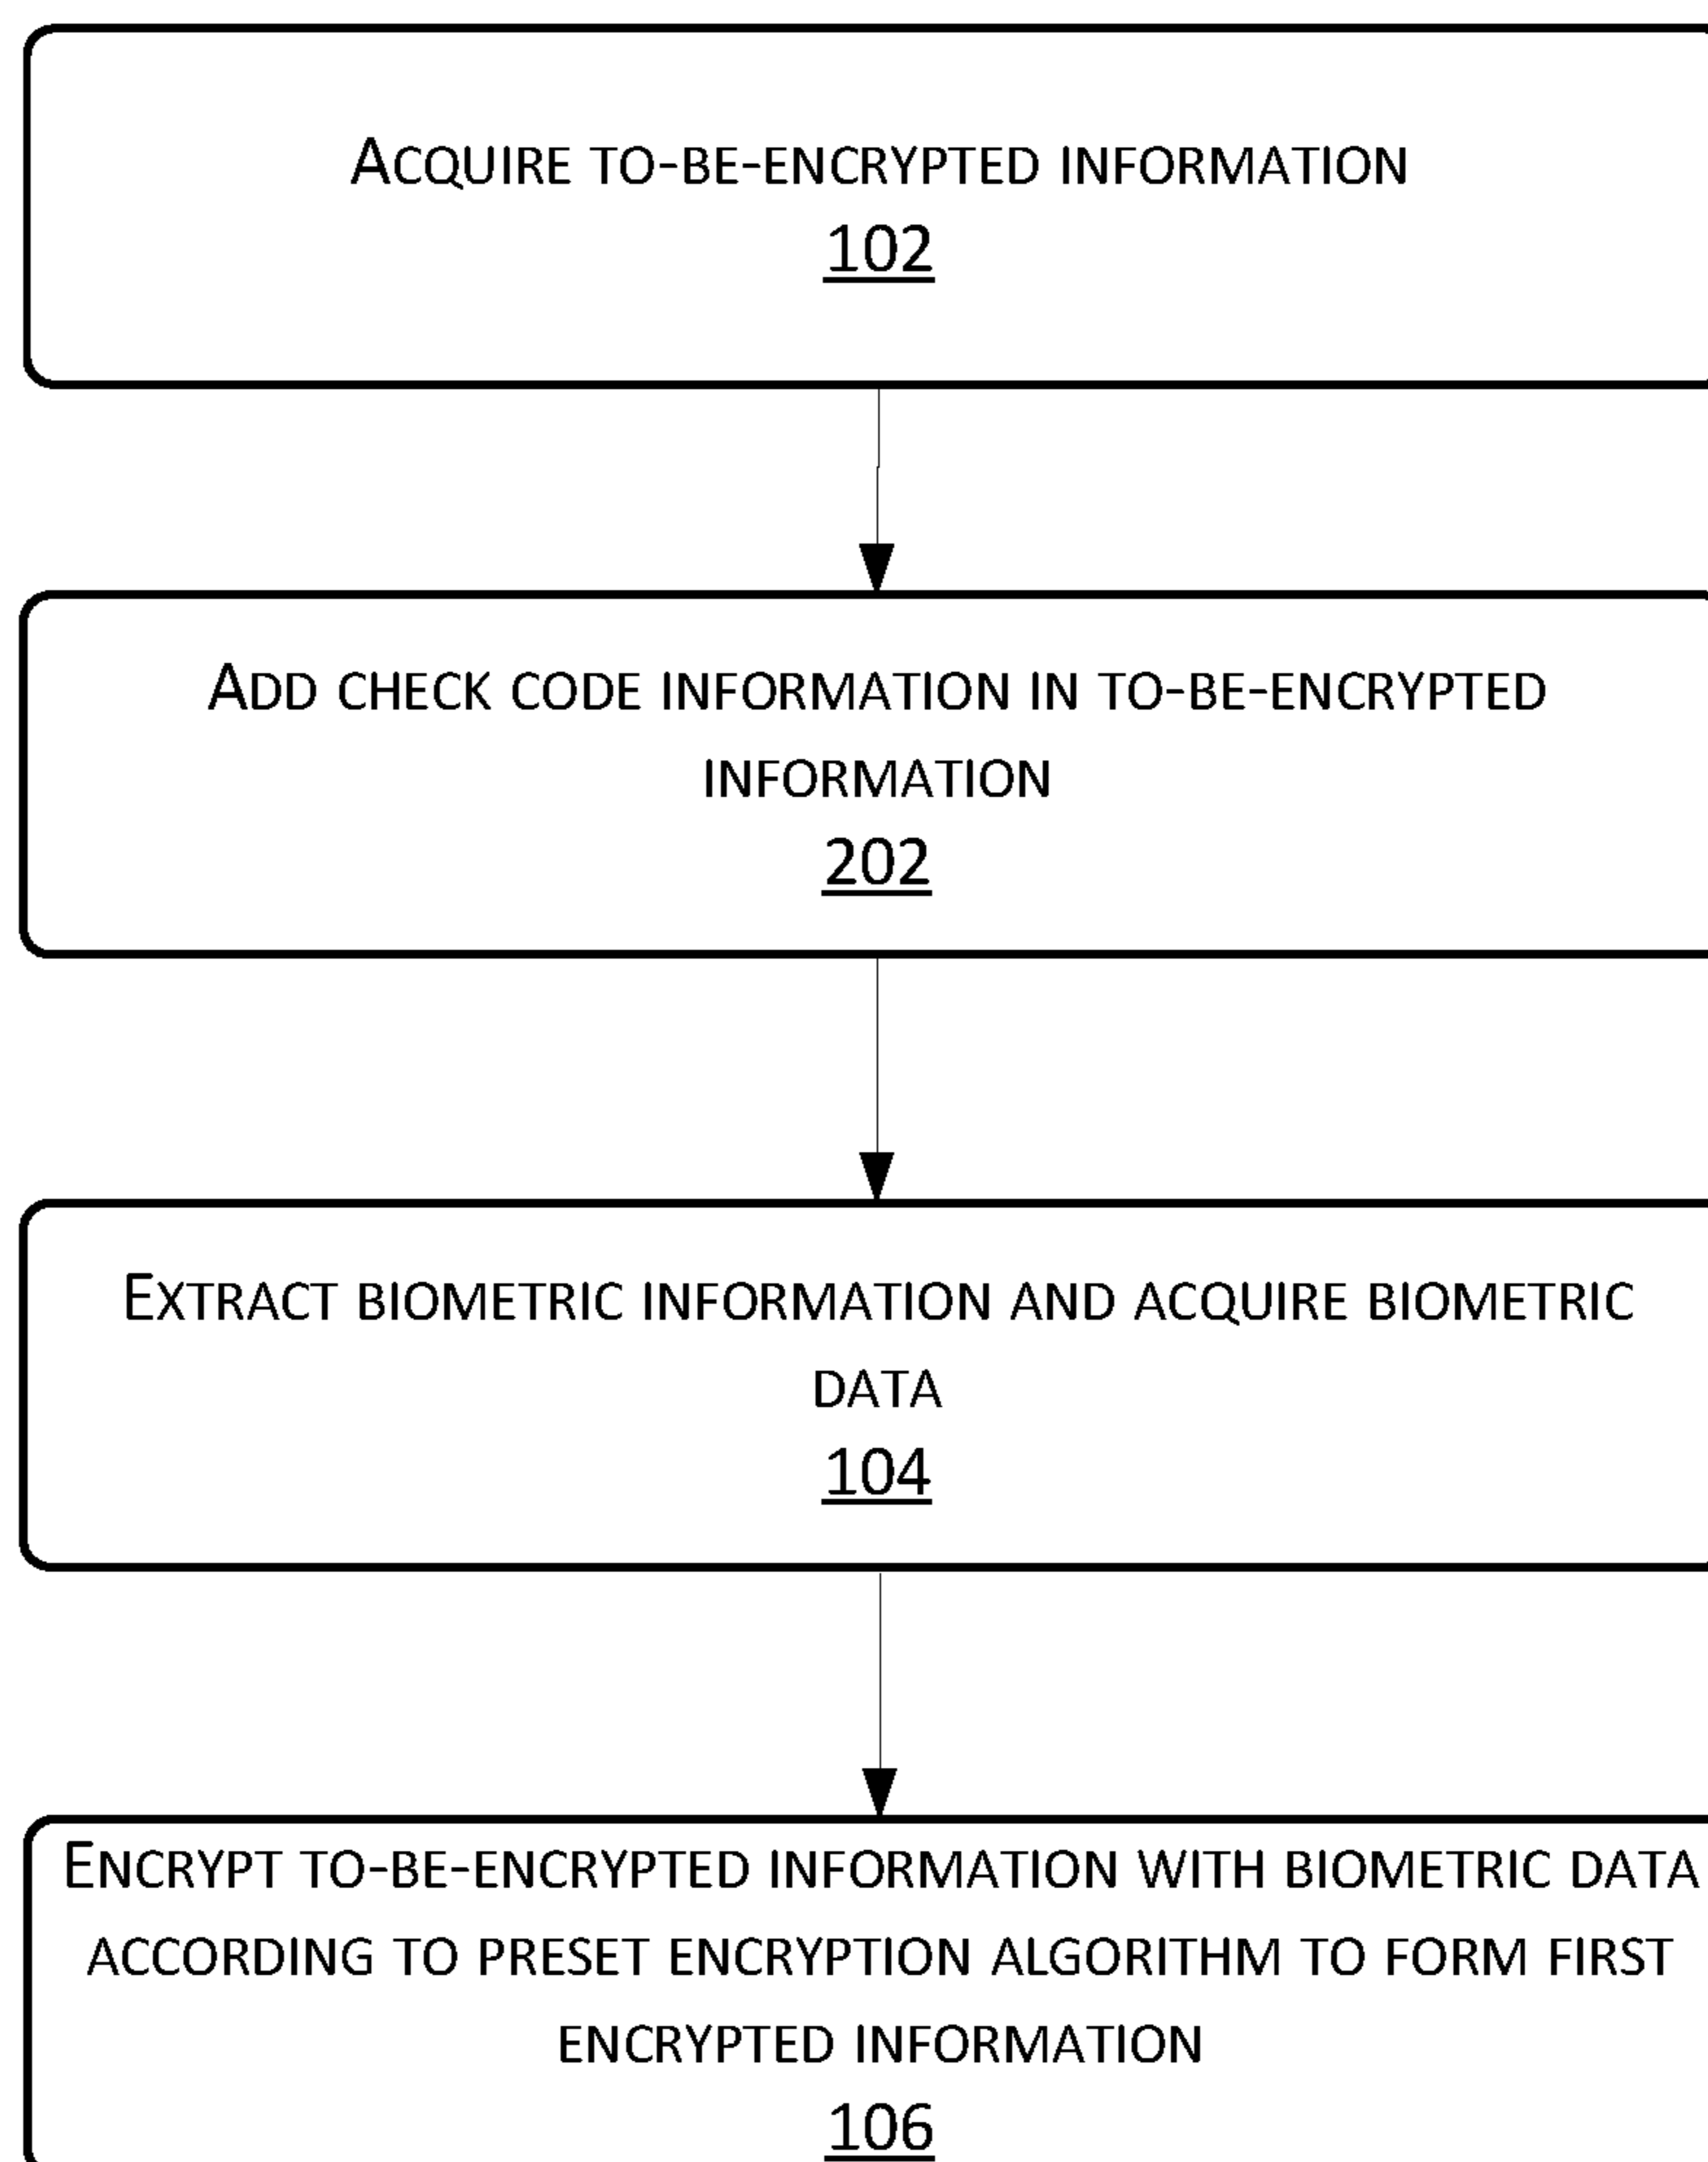 Acquire to-be-encrypted information
102
Add check code information in to-be-encrypted
information
202
Extract biometric information and acquire biometric
data
104
Encrypt to-be-encrypted information with biometric data
according to preset encryption algorithm to form first
encrypted information
106